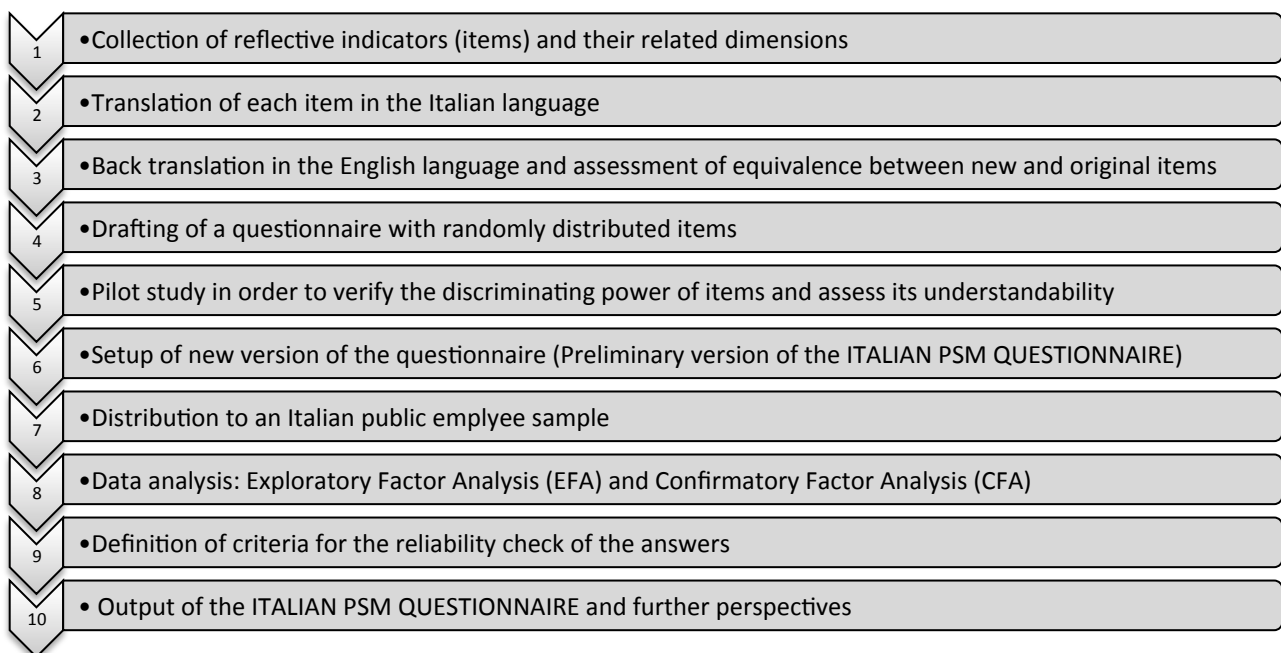 1 •Collection of reflective indicators (items) and their related dimensions
2 •Translation of each item in the Italian language
3 •Back translation in the English language and assessment of equivalence between new and original items
4 •Drafting of a questionnaire with randomly distributed items
5 •Pilot study in order to verify the discriminating power of items and assess its understandability
6 •Setup of new version of the questionnaire (Preliminary version of the ITALIAN PSM QUESTIONNAIRE)
7 •Distribution to an Italian public emplyee sample
8 •Data analysis: Exploratory Factor Analysis (EFA) and Confirmatory Factor Analysis (CFA)
9 •Definition of criteria for the reliability check of the answers
10 • Output of the ITALIAN PSM QUESTIONNAIRE and further perspectives